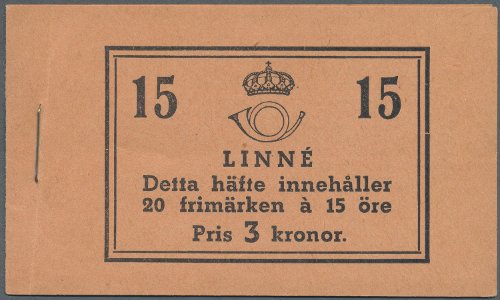 15 15
LINNÉ
Detta häfte innehåller
20 frimärken à 15 öre
Pris 3 kronor.